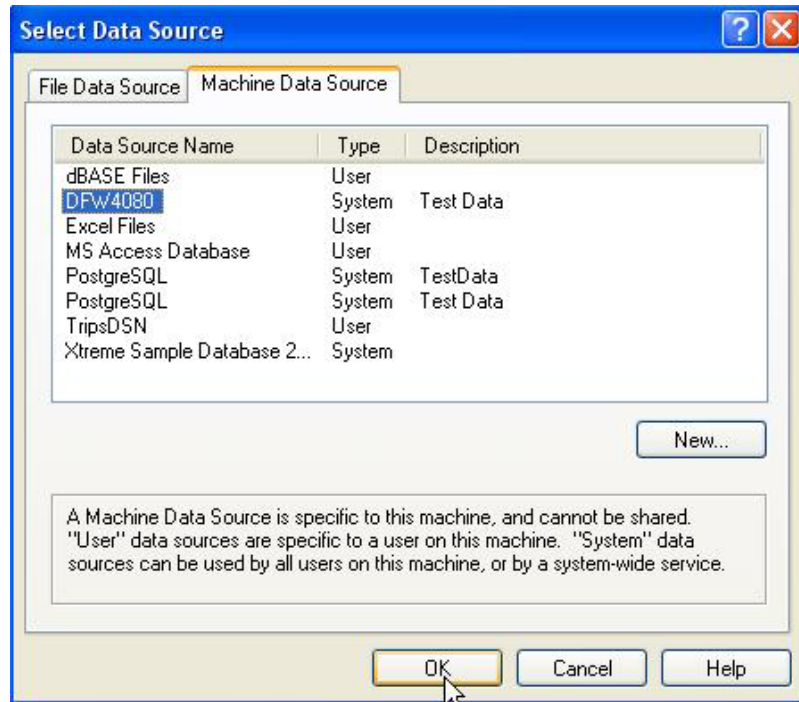 Select Data Source
File Data Source Machine Data Source
Data Source Name Type Description
dBASE Files User
DFW4080 System Test Data
Excel Files User
MS Access Database User
PostgreSQL System TestData
PostgreSQL System Test Data
TripsDSN User
Xtreme Sample Database 2... System
New...
A Machine Data Source is specific to this machine, and cannot be shared.
"User" data sources are specific to a user on this machine. "System" data
sources can be used by all users on this machine, or by a system-wide service.
OK Cancel Help